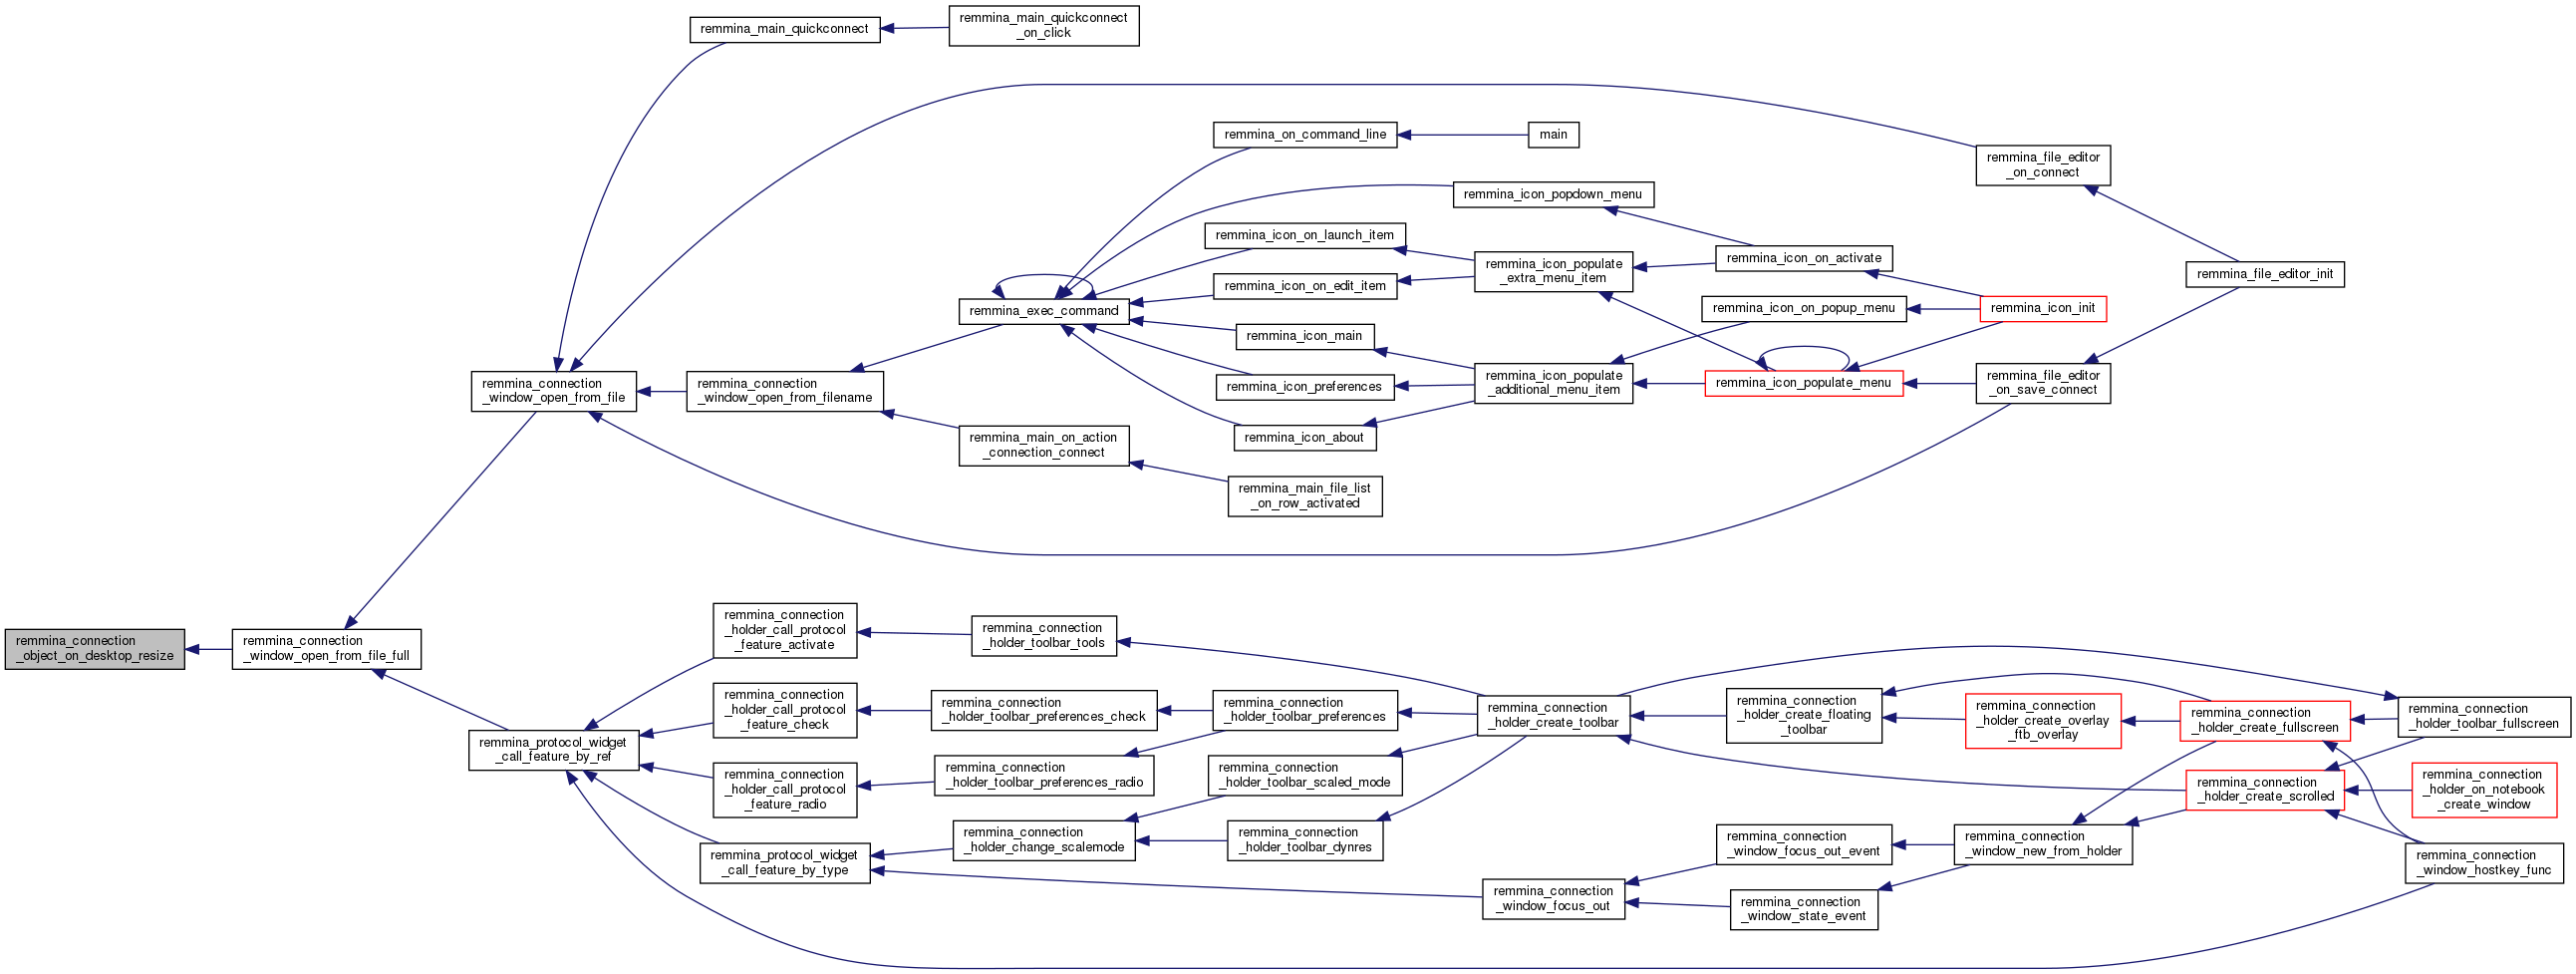 remmina_connection
_object_on_desktop_resize
remmina_connection
_window_open_from_file_full
remmina_connection
_window_open_from_file
remmina_main_quickconnect
remmina_main_quickconnect
_on_click
remmina_file_editor
_on_connect
remmina_file_editor_init
remmina_connection
_window_open_from_filename
remmina_exec_command
remmina_on_command_line
main
remmina_icon_popdown_menu
remmina_icon_on_launch_item
remmina_icon_on_edit_item
remmina_icon_main
remmina_icon_preferences
remmina_icon_about
remmina_icon_populate
_extra_menu_item
remmina_icon_populate
_additional_menu_item
remmina_icon_on_activate
remmina_icon_on_popup_menu
remmina_icon_populate_menu
remmina_icon_init
remmina_file_editor
_on_save_connect
remmina_main_on_action
_connection_connect
remmina_main_file_list
_on_row_activated
remmina_protocol_widget
_call_feature_by_ref
remmina_connection
_holder_call_protocol
_feature_activate
remmina_connection
_holder_toolbar_tools
remmina_connection
_holder_call_protocol
_feature_check
remmina_connection
_holder_toolbar_preferences_check
remmina_connection
_holder_toolbar_preferences
remmina_connection
_holder_call_protocol
_feature_radio
remmina_connection
_holder_toolbar_preferences_radio
remmina_protocol_widget
_call_feature_by_type
remmina_connection
_holder_change_scalemode
remmina_connection
_holder_toolbar_scaled_mode
remmina_connection
_holder_toolbar_dynres
remmina_connection
_holder_create_toolbar
remmina_connection
_holder_create_floating
_toolbar
remmina_connection
_holder_create_overlay
_ftb_overlay
remmina_connection
_holder_create_fullscreen
remmina_connection
_holder_toolbar_fullscreen
remmina_connection
_holder_create_scrolled
remmina_connection
_holder_on_notebook
_create_window
remmina_connection
_window_focus_out
remmina_connection
_window_focus_out_event
remmina_connection
_window_state_event
remmina_connection
_window_new_from_holder
remmina_connection
_window_hostkey_func